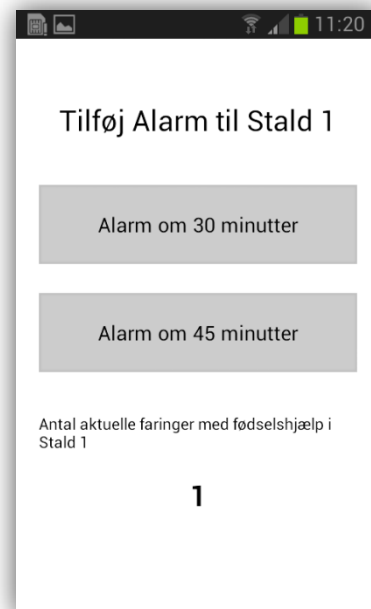 11:20
Tilføj Alarm til Stald 1
Alarm om 30 minutter
Alarm om 45 minutter
Antal aktuelle faringer med fødselshjælp i
Stald 1
1